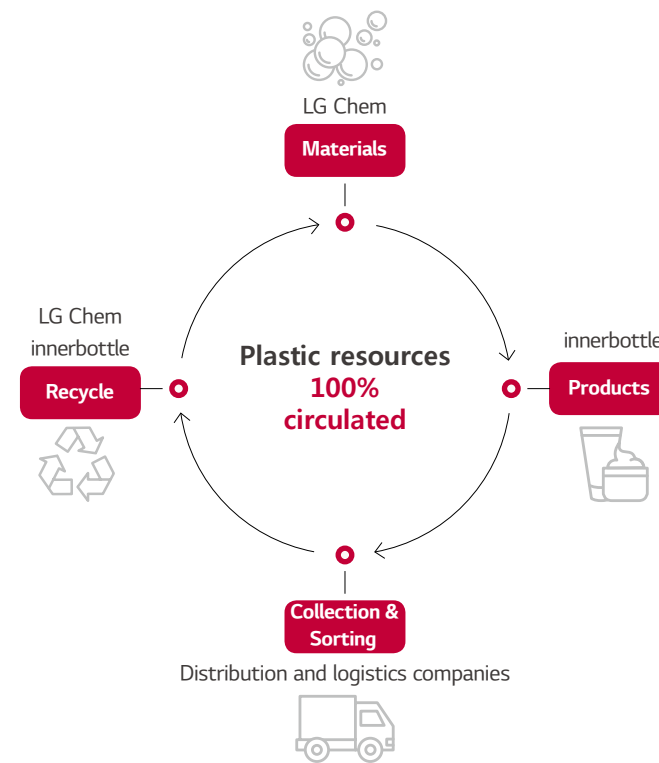 LG Chem
Materials
LG Chem
innerbottle
Recycle
Plastic resources
100%
circulated
innerbottle
Products
Collection &
Sorting
Distribution and logistics companies